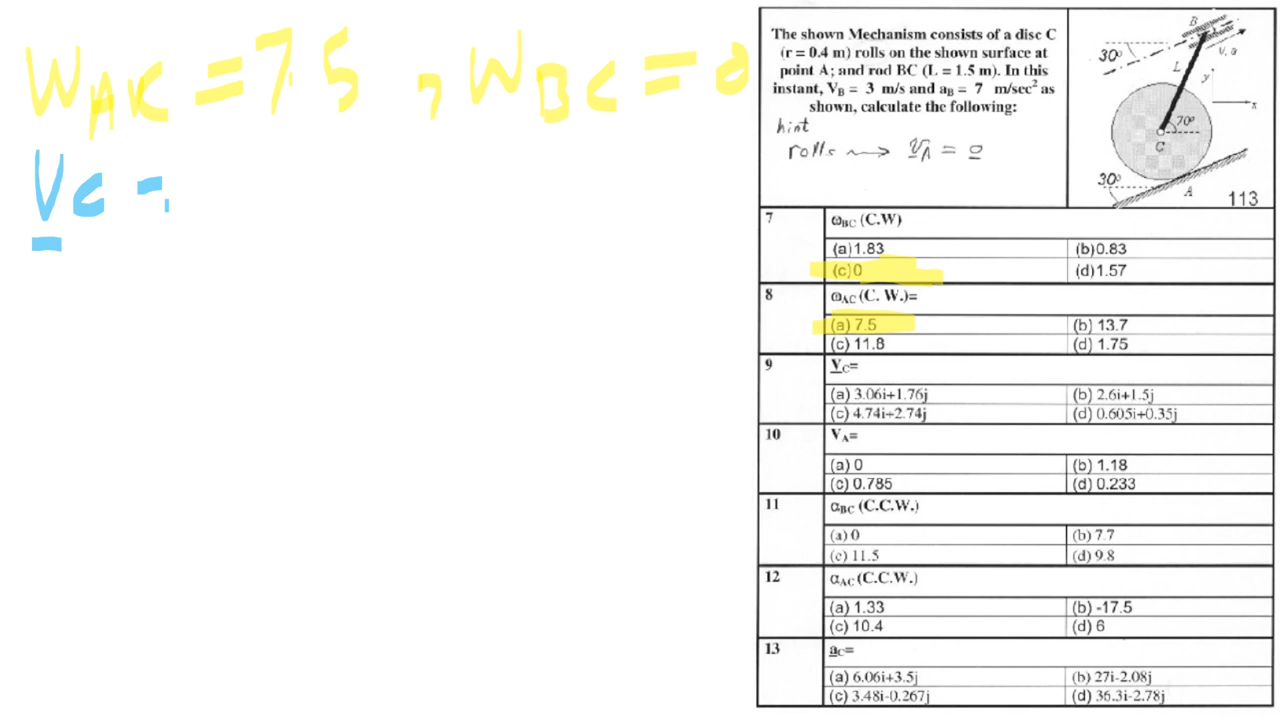 WAC = 7.5 , WBC = 0
Vc =
The shown Mechanism consists of a disc C
(r = 0.4 m) rolls on the shown surface at
point A; and rod BC (L = 1.5 m). In this
instant, VB = 3 m/s and aB = 7 m/sec² as
shown, calculate the following:
hint
rolls → VA = 0
B
30º
V, a
L
y
x
70º
C
30º
A
113
7 ωBC (C.W)
(a)1.83 (b)0.83
(c)0 (d)1.57
8 ωAC (C. W.)=
(a) 7.5 (b) 13.7
(c) 11.8 (d) 1.75
9 VC=
(a) 3.06i+1.76j (b) 2.6i+1.5j
(c) 4.74i+2.74j (d) 0.605i+0.35j
10 VA=
(a) 0 (b) 1.18
(c) 0.785 (d) 0.233
11 αBC (C.C.W.)
(a) 0 (b) 7.7
(c) 11.5 (d) 9.8
12 αAC (C.C.W.)
(a) 1.33 (b) -17.5
(c) 10.4 (d) 6
13 aC=
(a) 6.06i+3.5j (b) 27i-2.08j
(c) 3.48i-0.267j (d) 36.3i-2.78j